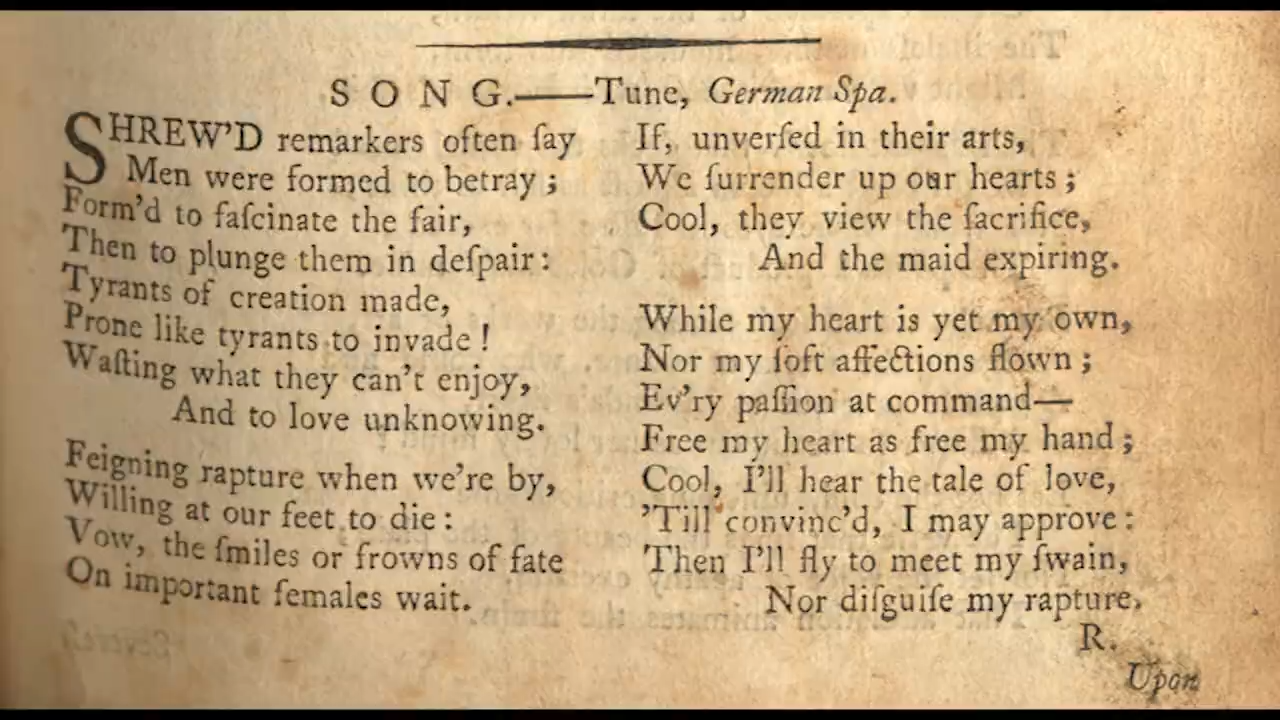 SONG.——Tune, German Spa.
SHREW'D remarkers often ſay
Men were formed to betray;
Form'd to faſcinate the fair,
Then to plunge them in deſpair:
Tyrants of creation made,
Prone like tyrants to invade!
Waſting what they can't enjoy,
And to love unknowing.
Feigning rapture when we're by,
Willing at our feet to die:
Vow, the ſmiles or frowns of fate
On important females wait.
If, unverſed in their arts,
We ſurrender up our hearts;
Cool, they view the ſacrifice,
And the maid expiring.
While my heart is yet my own,
Nor my ſoft affections flown;
Ev'ry paſſion at command—
Free my heart as free my hand;
Cool, I'll hear the tale of love,
'Till convinc'd, I may approve:
Then I'll fly to meet my ſwain,
Nor diſguiſe my rapture.
R.
Upon